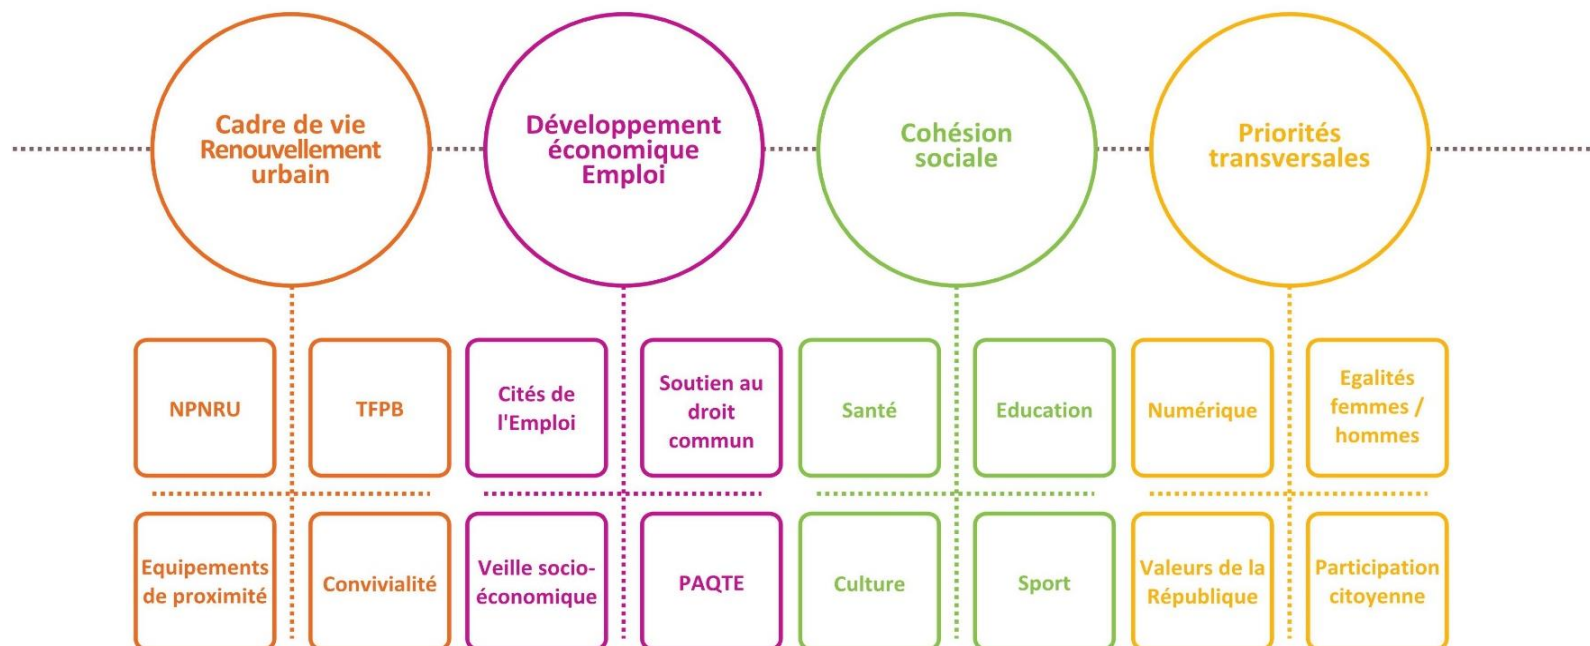 Cadre de vie
Renouvellement
urbain
Développement
économique
Emploi
Cohésion
sociale
Priorités
transversales
NPNRU
TFPB
Equipements
de proximité
Convivialité
Cités de
l'Emploi
Soutien au
droit
commun
Veille socio-
économique
PAQTE
Santé
Education
Culture
Sport
Numérique
Egalités
femmes /
hommes
Valeurs de la
République
Participation
citoyenne